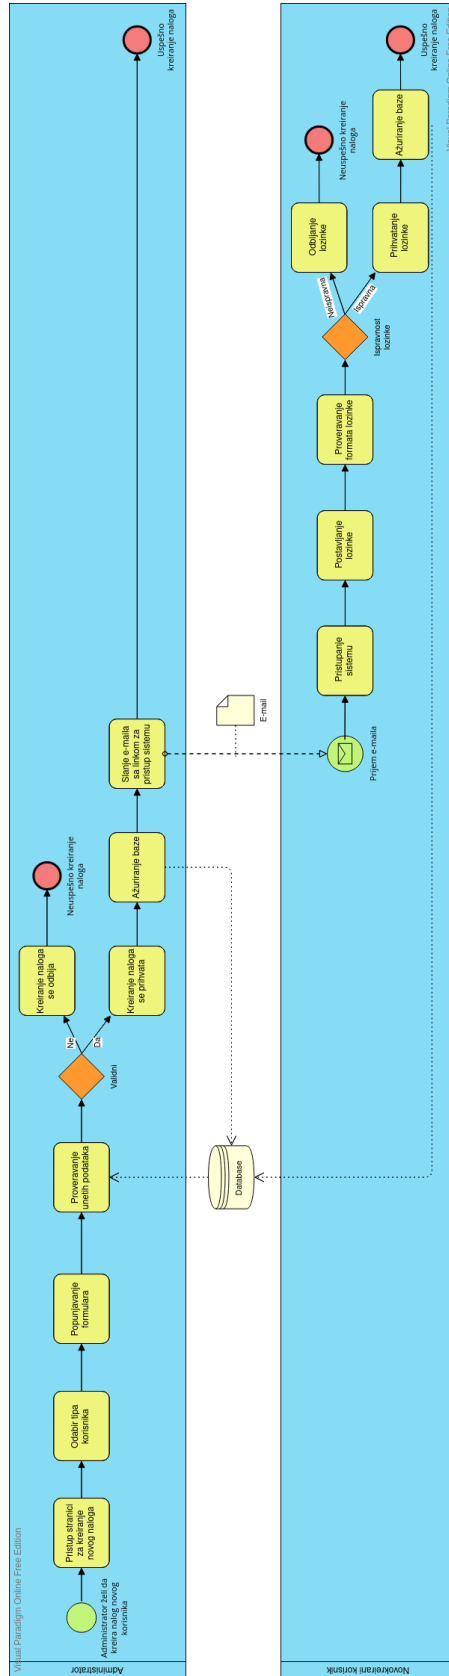 Visual Paradigm Online Free Edition
Administrator
Administrator želi da
kreira nalog novog
korisnika
Pristup stranici
za kreiranje
novog naloga
Odabir tipa
korisnika
Popunjavanje
formulara
Proveravanje
unetih podataka
Validni
Ne
Da
Kreiranje naloga
se odbija
Neuspešno kreiranje
naloga
Kreiranje naloga
se prihvata
Ažuriranje baze
Slanje e-maila
sa linkom za
pristup sistemu
Uspešno
kreiranje naloga
Database
E-mail
Novokreirani korisnik
Prijem e-maila
Pristupanje
sistemu
Postavljanje
lozinke
Proveravanje
formata lozinke
Ispravnost
lozinke
Neispravna
Ispravna
Odbijanje
lozinke
Neuspešno kreiranje
naloga
Prihvatanje
lozinke
Ažuriranje baze
Uspešno
kreiranje naloga